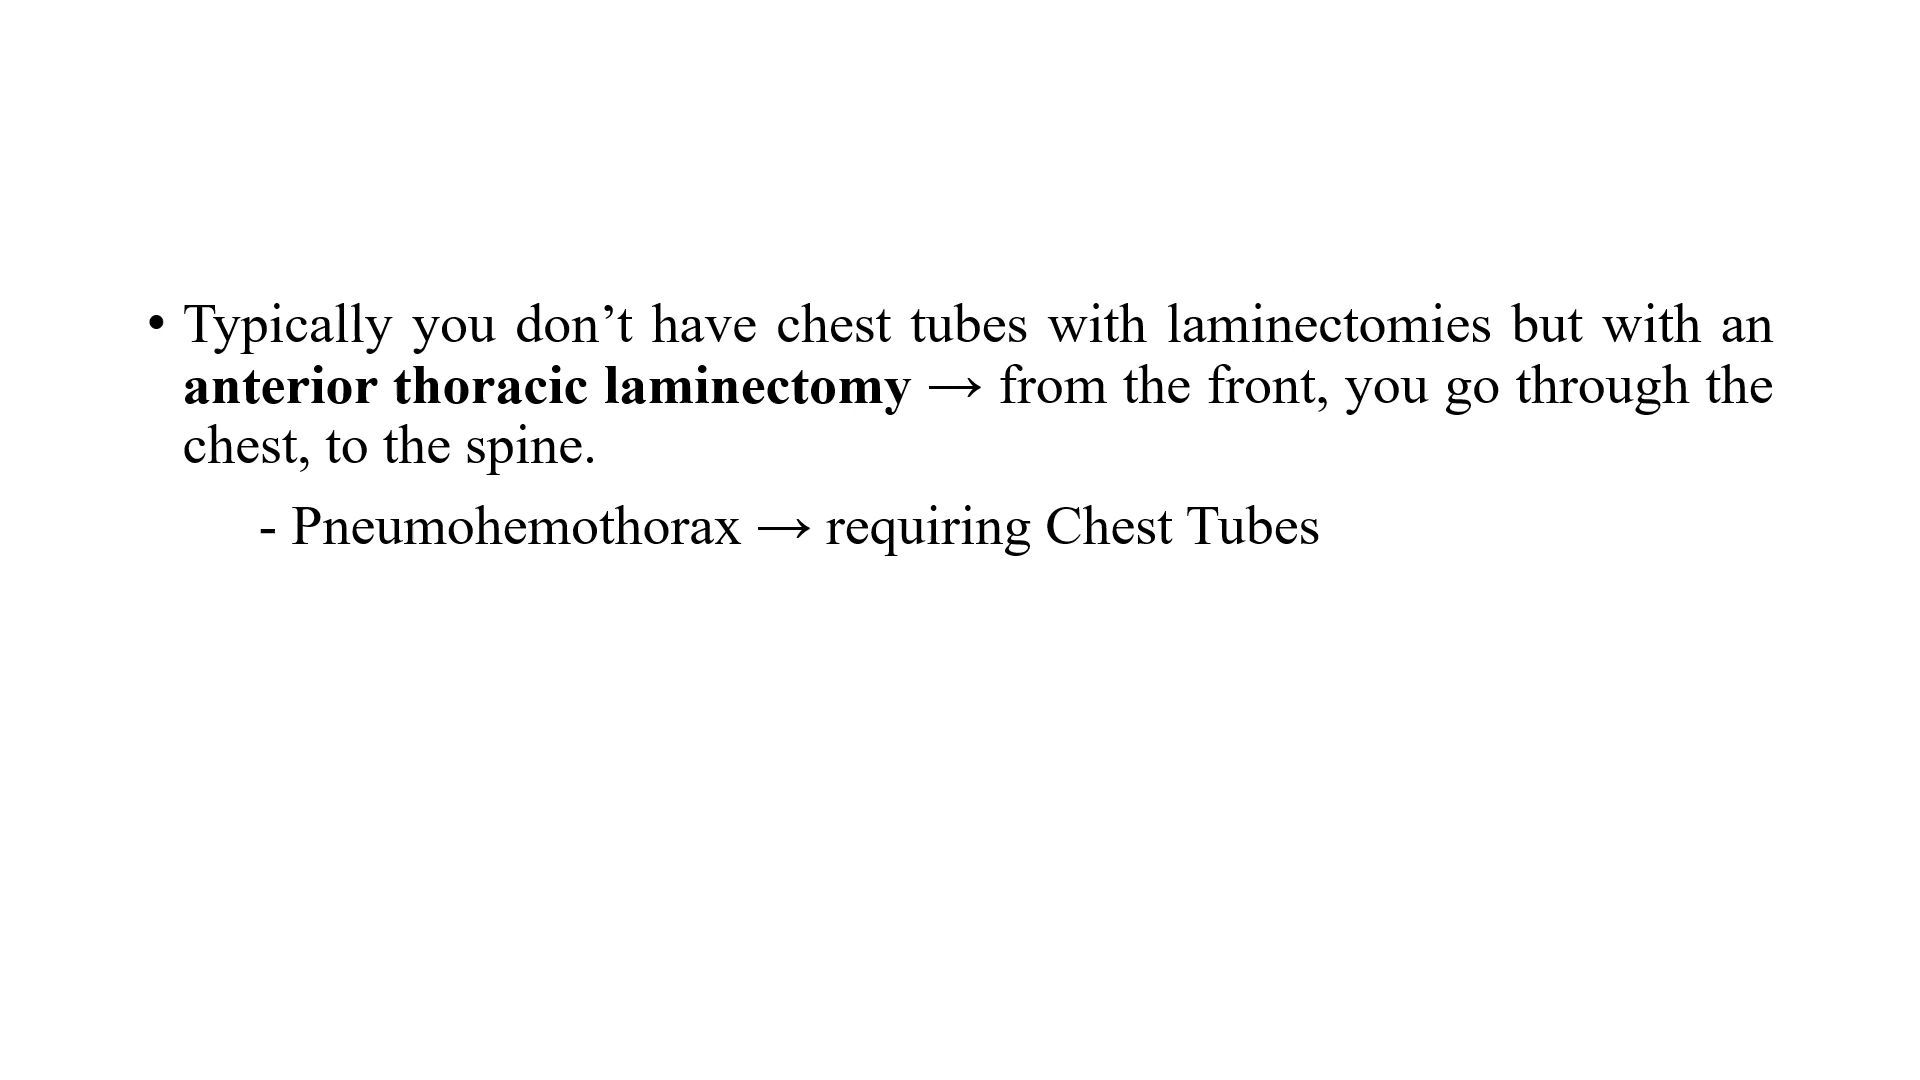 • Typically you don’t have chest tubes with laminectomies but with an
anterior thoracic laminectomy → from the front, you go through the
chest, to the spine.
- Pneumohemothorax → requiring Chest Tubes